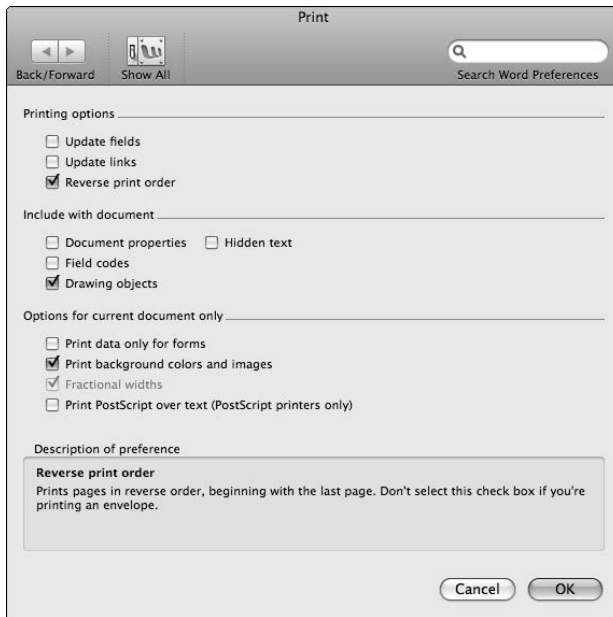 Print
Back/Forward Show All Search Word Preferences
Printing options
Update fields
Update links
Reverse print order
Include with document
Document properties Hidden text
Field codes
Drawing objects
Options for current document only
Print data only for forms
Print background colors and images
Fractional widths
Print PostScript over text (PostScript printers only)
Description of preference
Reverse print order
Prints pages in reverse order, beginning with the last page. Don't select this check box if you're
printing an envelope.
Cancel OK